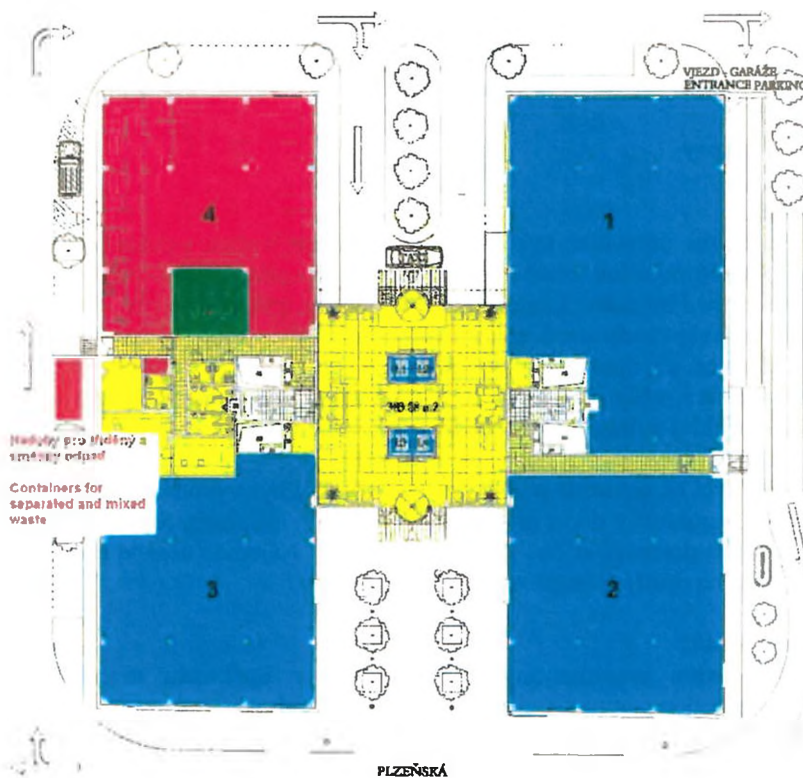 VJEZD - GARÁŽE
ENTRANCE PARKING
4
1
TAXI
Nádoby pro tříděný a
směsný odpad
Containers for
separated and mixed
waste
3
2
PLZEŇSKÁ